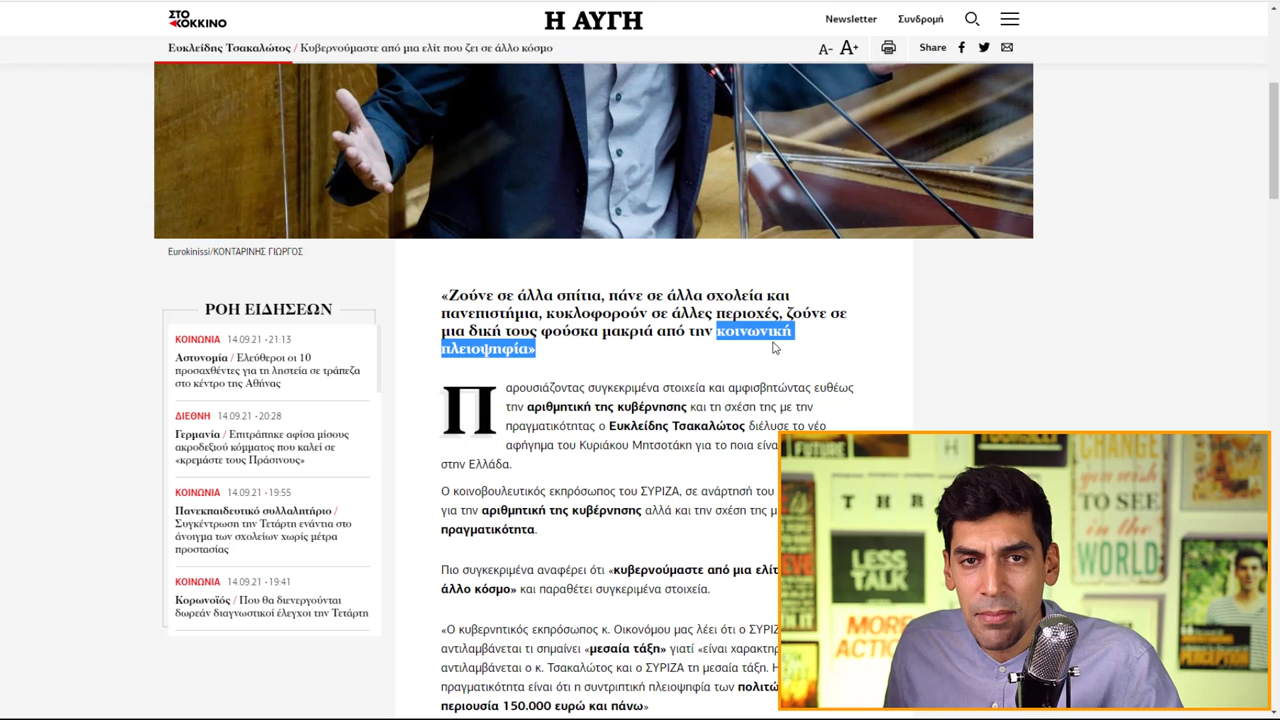 ΣΤΟ
ΚΟΚΚΙΝΟ
Η ΑΥΓΗ
Newsletter Συνδρομή
Ευκλείδης Τσακαλώτος / Κυβερνούμαστε από μια ελίτ που ζει σε άλλο κόσμο
A- A+ Share
Eurokinissi/ΚΟΝΤΑΡΙΝΗΣ ΓΙΩΡΓΟΣ
ΡΟΗ ΕΙΔΗΣΕΩΝ
ΚΟΙΝΩΝΙΑ 14.09.21 • 21:13
Αστυνομία / Ελεύθεροι οι 10
προσαχθέντες για τη ληστεία σε τράπεζα
στο κέντρο της Αθήνας
ΔΙΕΘΝΗ 14.09.21 • 20:28
Γερμανία / Επιτράπηκε αφίσα μίσους
ακροδεξιού κόμματος που καλεί σε
«κρεμάστε τους Πράσινους»
ΚΟΙΝΩΝΙΑ 14.09.21 • 19:55
Πανεκπαιδευτικό συλλαλητήριο /
Συγκέντρωση την Τετάρτη ενάντια στο
άνοιγμα των σχολείων χωρίς μέτρα
προστασίας
ΚΟΙΝΩΝΙΑ 14.09.21 • 19:41
Κορωνοϊός / Που θα διενεργούνται
δωρεάν διαγνωστικοί έλεγχοι την Τετάρτη
«Ζούνε σε άλλα σπίτια, πάνε σε άλλα σχολεία και
πανεπιστήμια, κυκλοφορούν σε άλλες περιοχές, ζούνε σε
μια δική τους φούσκα μακριά από την κοινωνική
πλειοψηφία»
Παρουσιάζοντας συγκεκριμένα στοιχεία και αμφισβητώντας ευθέως
την αριθμητική της κυβέρνησης και τη σχέση της με την
πραγματικότητα ο Ευκλείδης Τσακαλώτος διέλυσε το νέο
αφήγημα του Κυριάκου Μητσοτάκη για το ποια είνα
στην Ελλάδα.
Ο κοινοβουλευτικός εκπρόσωπος του ΣΥΡΙΖΑ, σε ανάρτησή του
για την αριθμητική της κυβέρνησης αλλά και την σχέση της μ
πραγματικότητα.
Πιο συγκεκριμένα αναφέρει ότι «κυβερνούμαστε από μια ελίτ
άλλο κόσμο» και παραθέτει συγκεριμένα στοιχεία.
«Ο κυβερνητικός εκπρόσωπος κ. Οικονόμου μας λέει ότι ο ΣΥΡΙΖ
αντιλαμβάνεται τι σημαίνει «μεσαία τάξη» γιατί «είναι χαρακτηρ
αντιλαμβάνεται ο κ. Τσακαλώτος και ο ΣΥΡΙΖΑ τη μεσαία τάξη. Η
πραγματικότητα είναι ότι η συντριπτική πλειοψηφία των πολιτώ
περιουσία 150.000 ευρώ και πάνω»
FUTURE
CHANGE
you wish
TO SEE
in the
WORLD
THR
LESS
TALK
MORE
ACTION
PERCEPTION